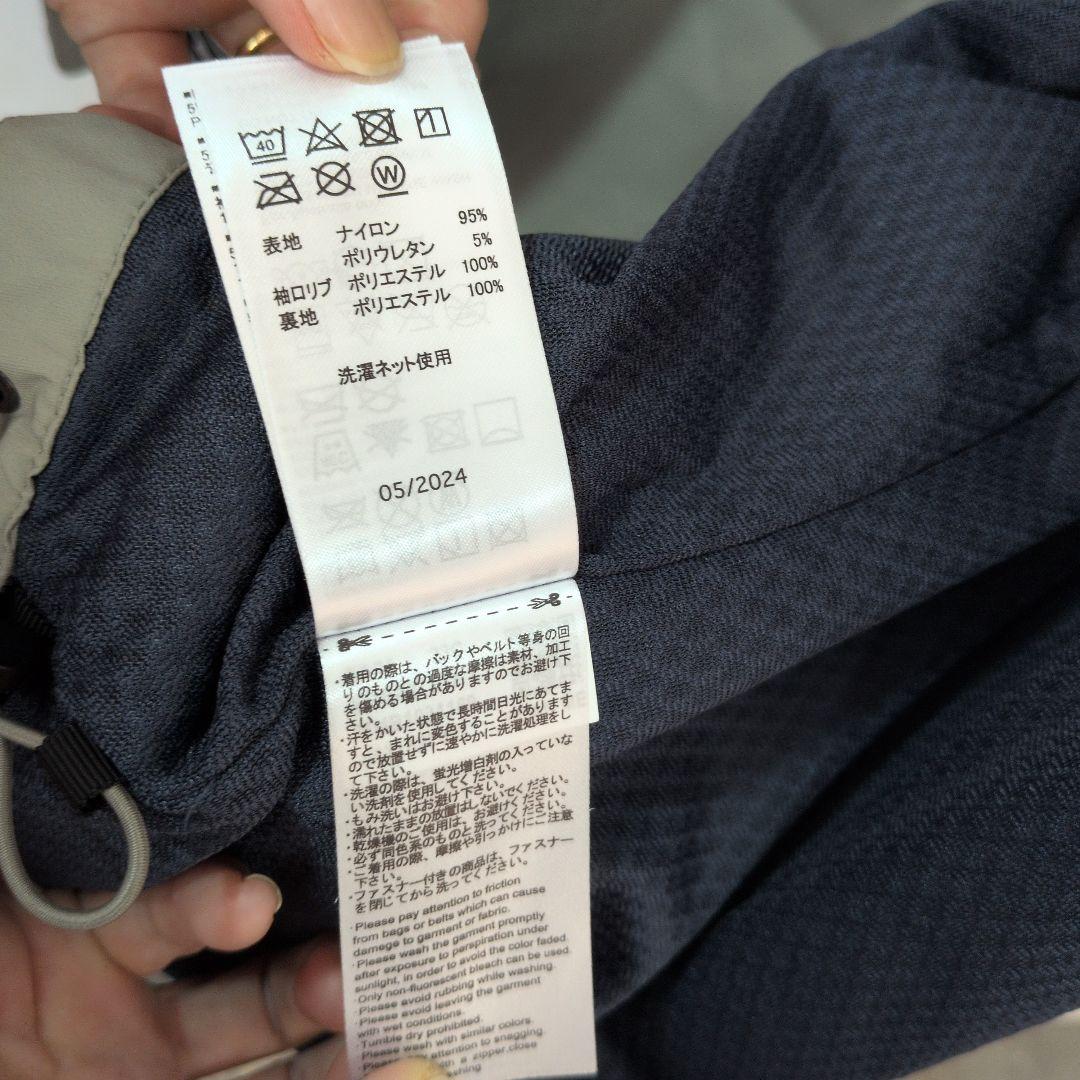 40
W
表地 ナイロン 95%
ポリウレタン 5%
袖口リブ ポリエステル 100%
裏地 ポリエステル 100%
洗濯ネット使用
05/2024
・着用の際は、バックやベルト等身の回
りのものとの過度な摩擦は素材、加工
を傷める場合がありますのでお避け下
さい。
・汗をかいた状態で長時間日光にあてま
すと、まれに変色することがあります
ので放置せずに速やかに洗濯処理をし
て下さい。
・洗濯の際は、蛍光増白剤の入っていな
い洗剤を使用してください。
・もみ洗いはお避け下さい。
・濡れたままの放置はしないでください。
・乾燥機のご使用は、お避けください。
・必ず同色系のものと洗ってください。
・ご着用の際、摩擦や引っかけにご注意
下さい。
・ファスナー付きの商品は、ファスナー
を閉じてから洗ってください。
・Please pay attention to friction
from bags or belts which can cause
damage to garment or fabric.
・Please wash the garment promptly
after exposure to perspiration under
sunlight, in order to avoid the color faded.
・Only non-fluorescent bleach can be used.
・Please avoid rubbing while washing.
・Please avoid leaving the garment
with wet conditions.
・Tumble dry prohibited.
・Please wash with similar colors.
attention to snagging.
a zipper,close